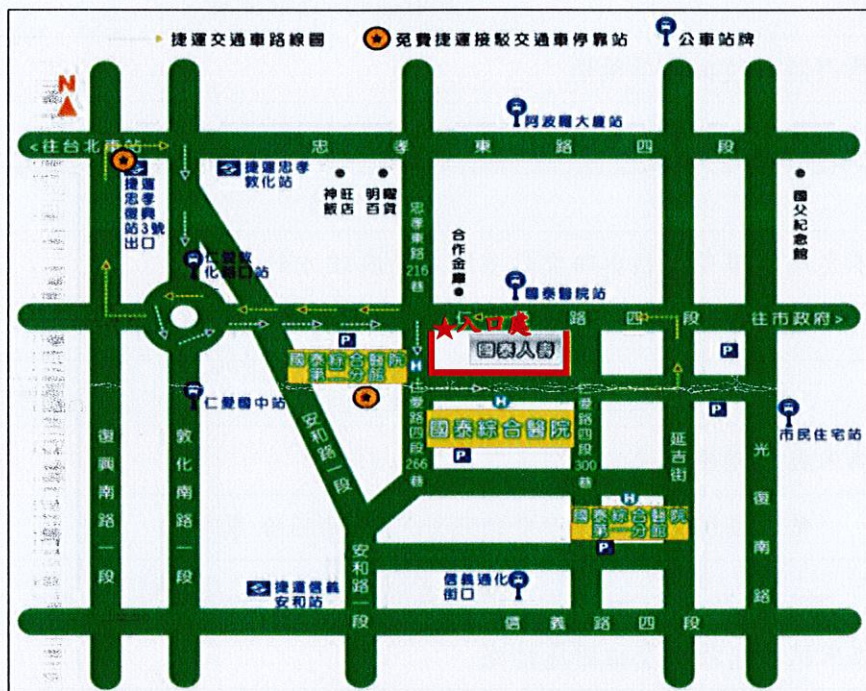 捷運交通車路線圖
免費捷運接駁交通車停靠站
公車站牌
N
阿波羅大廈站
<往台北車站
忠孝東路四段
捷運
忠孝
復興
站3號
出口
捷運忠孝
敦化站
神旺
飯店
明曜
百貨
忠孝東路216巷
合作金庫
國父紀念館
仁愛敦
化路口站
國泰醫院站
仁愛路四段
往市政府>
★入口處
國泰人壽
P
國泰綜合醫院
第二分館
H
P
仁愛國中站
仁愛路四段266巷
H
國泰綜合醫院
P
仁愛路四段300巷
延吉街
P
市民住宅站
復興南路一段
敦化南路一段
安和路一段
光復南路
H
國泰綜合醫院
第一分館
P
捷運信義
安和站
安和路一段
信義通化
街口
信義路四段